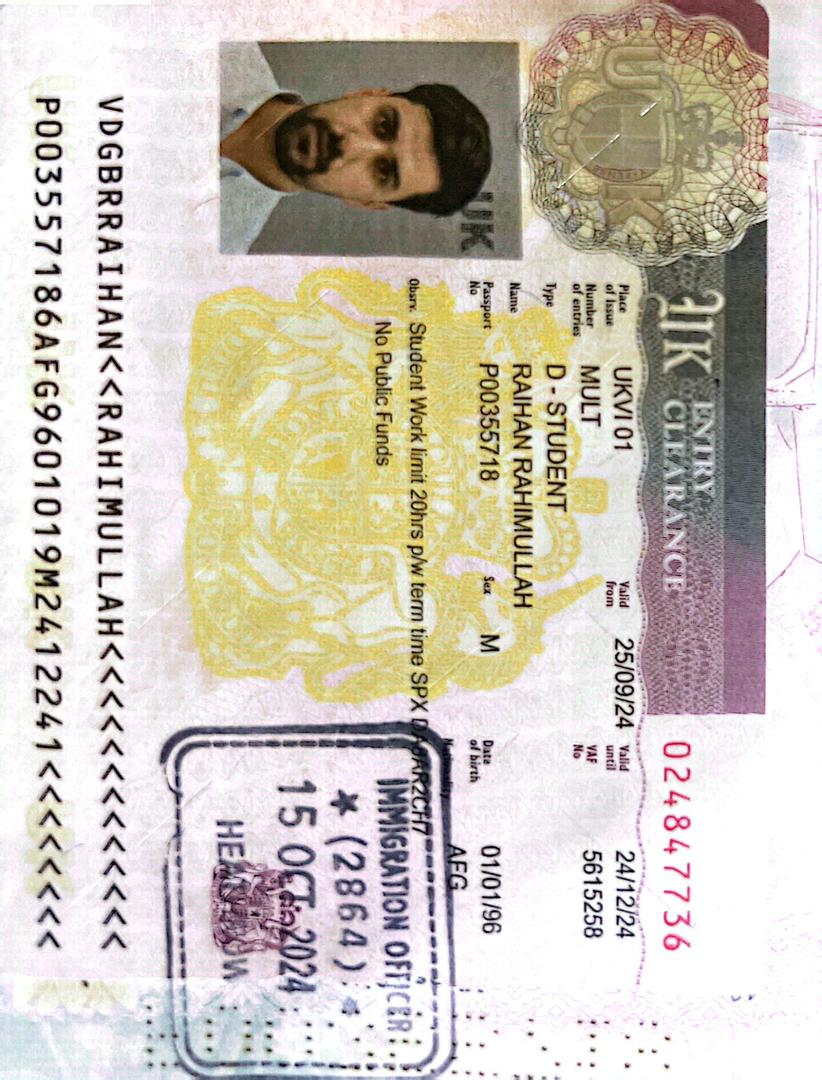 UK
UK ENTRY CLEARANCE
024847736
Place of Issue UKVI 01 Valid from 25/09/24 Valid until 24/12/24
Number of entries MULT VAF No 5615258
Type D - STUDENT
Name RAIHAN RAHIMULLAH
Passport No P00355718 Sex M Date of birth 01/01/96
Nationality AFG
Obsrv. Student Work limit 20hrs p/w term time SPX
No Public Funds
UK
IMMIGRATION OFFICER
★ (2864) ★
15 OCT 2024
HEATHROW
VDGBRRAIHAN<<RAHIMULLAH<<<<<<<<<<<<<
P003557186AFG9601019M2412241<<<<<<<<